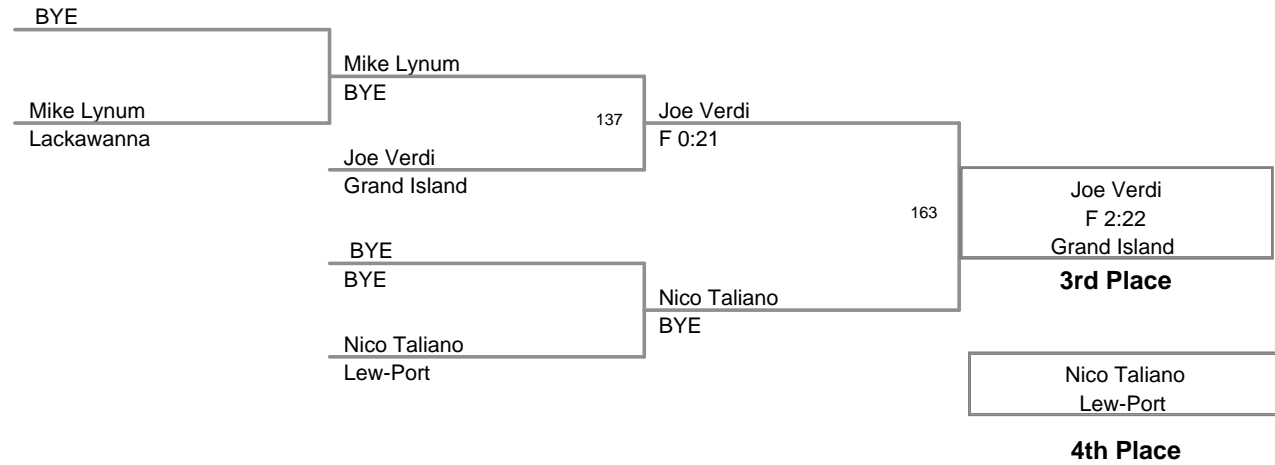 BYE
Mike Lynum
Lackawanna
Mike Lynum
BYE
137
Joe Verdi
Grand Island
BYE
BYE
Nico Taliano
Lew-Port
Joe Verdi
F 0:21
163
Nico Taliano
BYE
Joe Verdi
F 2:22
Grand Island
3rd Place
Nico Taliano
Lew-Port
4th Place